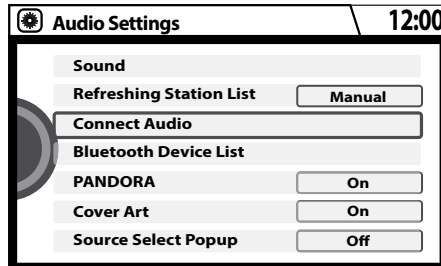 Audio Settings 12:00
Sound
Refreshing Station List Manual
Connect Audio
Bluetooth Device List
PANDORA On
Cover Art On
Source Select Popup Off